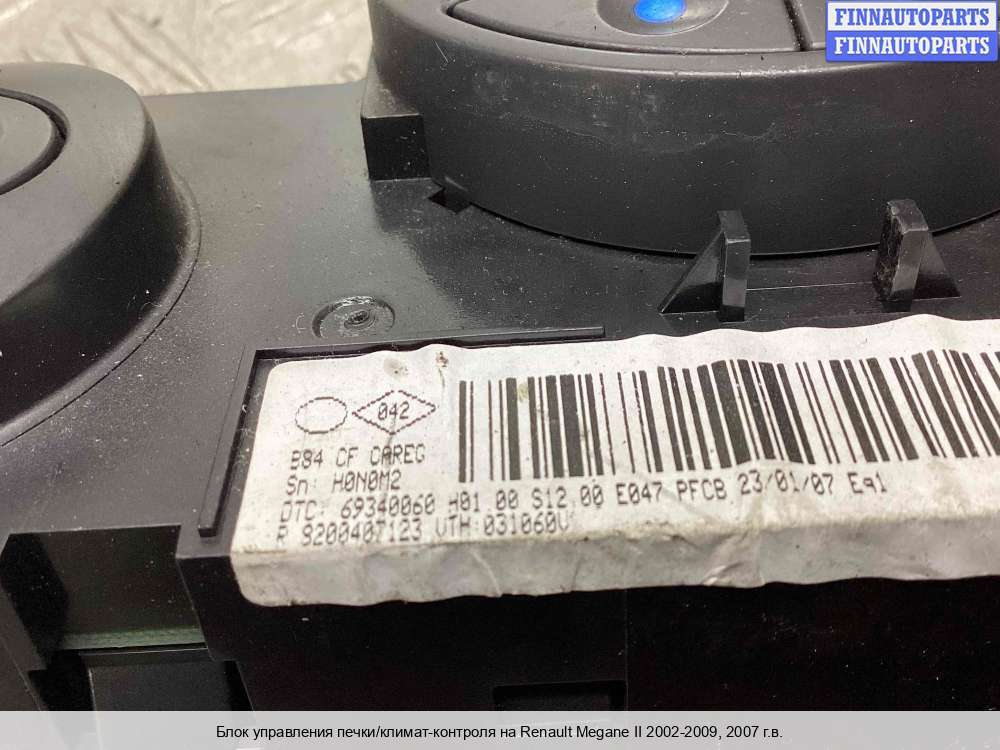 FINNAUTOPARTS
FINNAUTOPARTS
042
B84 CF CAREG
Sn: H0N0M2
DTC: 69340060 H01.00 S12.00 E047 PFCB 23/01/07 Eq1
R 8200407123 VTH:031060V
Блок управления печки/климат-контроля на Renault Megane II 2002-2009, 2007 г.в.